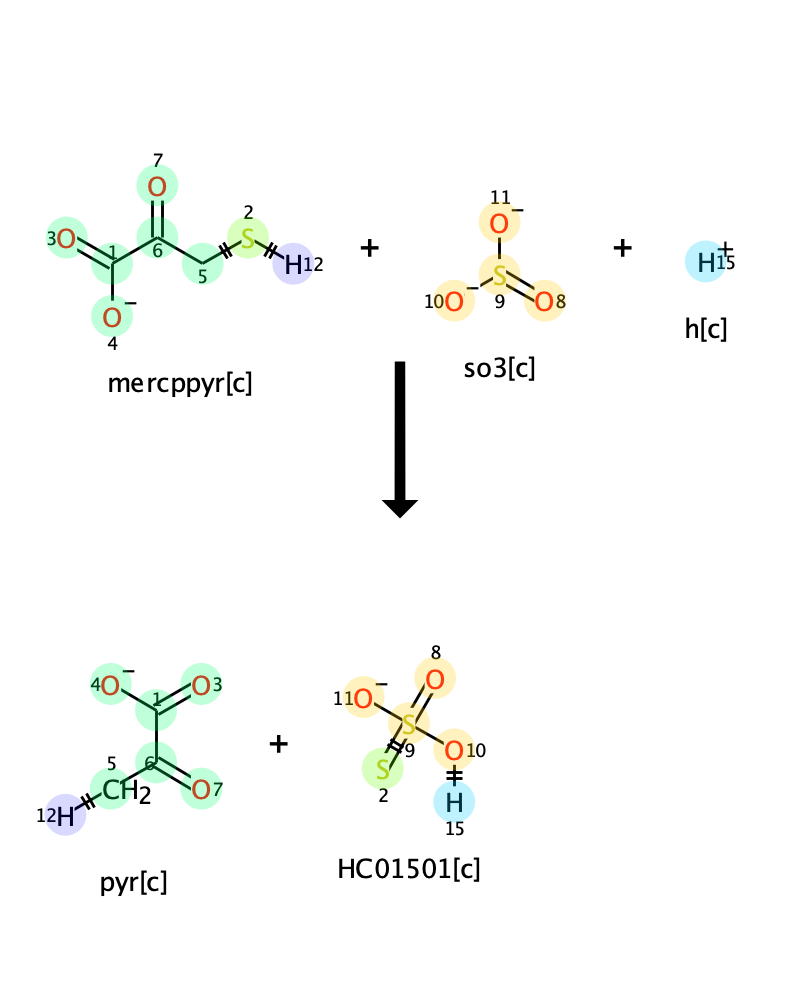 7
O
2
11
O−
3O
1
S
+
+
+
6
H12
H15
5
S
10O−
9
O8
O−
h[c]
4
so3[c]
mercppyr[c]
8
4O−
O3
O
1
11O−
S
+
5
6
9
O10
CH2
O7
S
12H
2
H
15
HC01501[c]
pyr[c]